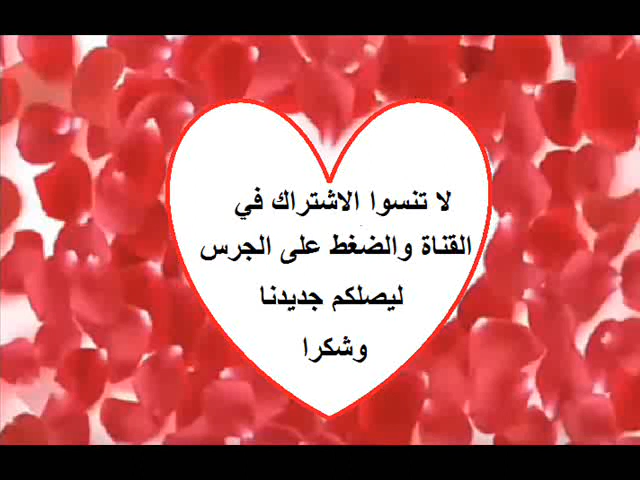 لا تنسوا الاشتراك في
القناة والضغط على الجرس
ليصلكم جديدنا
وشكرا